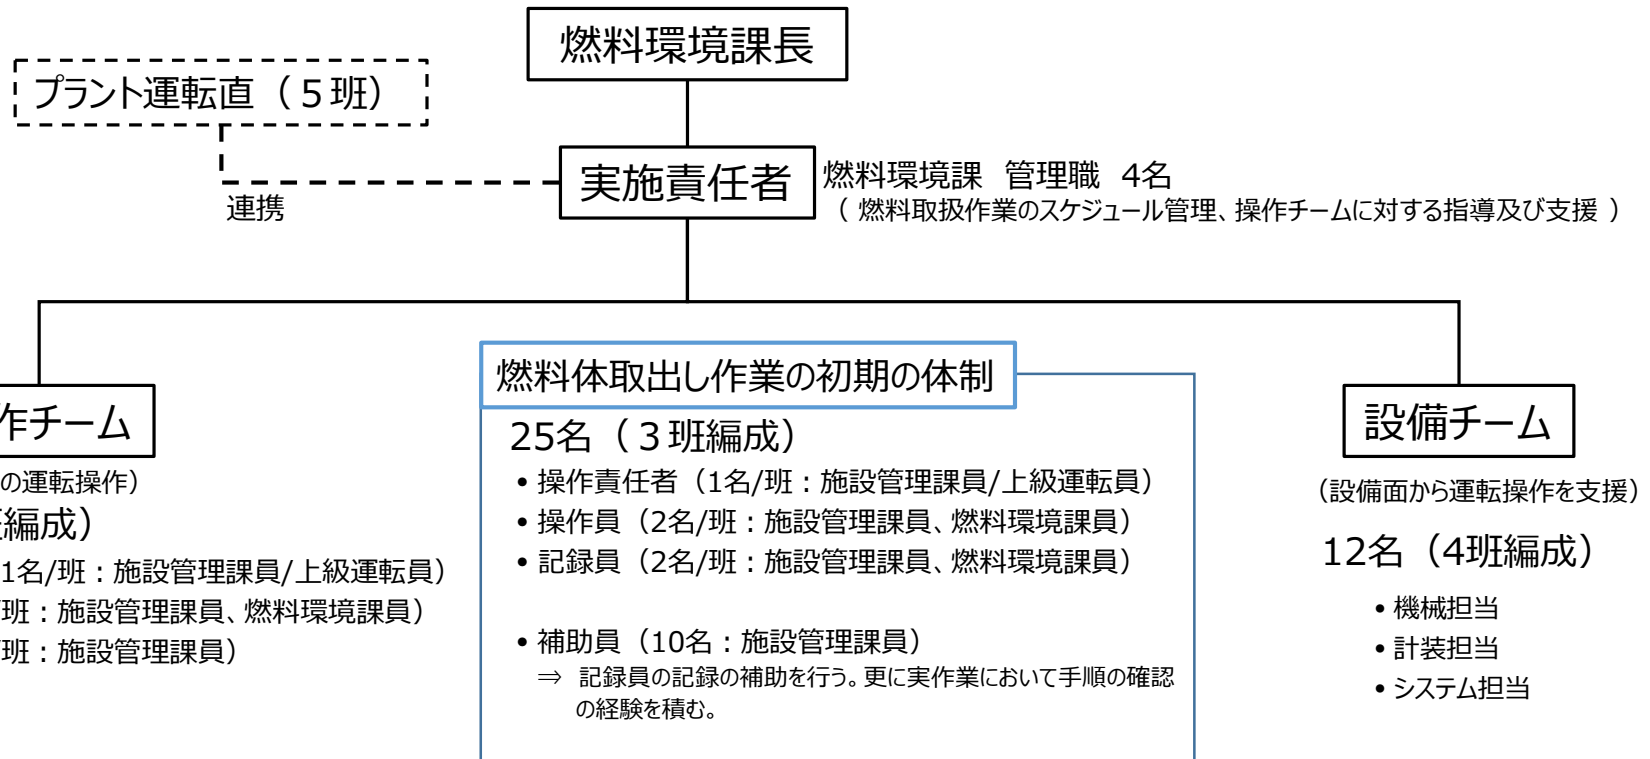 燃料環境課長
プラント運転直（５班）
実施責任者
燃料環境課 管理職 4名
（ 燃料取扱作業のスケジュール管理、操作チームに対する指導及び支援 ）
連携
作チーム
の運転操作）
班編成）
1名/班：施設管理課員/上級運転員）
班：施設管理課員、燃料環境課員）
班：施設管理課員）
燃料体取出し作業の初期の体制
25名（３班編成）
• 操作責任者（1名/班：施設管理課員/上級運転員）
• 操作員（2名/班：施設管理課員、燃料環境課員）
• 記録員（2名/班：施設管理課員、燃料環境課員）
• 補助員（10名：施設管理課員）
⇒ 記録員の記録の補助を行う。更に実作業において手順の確認
の経験を積む。
設備チーム
（設備面から運転操作を支援）
12名（4班編成）
• 機械担当
• 計装担当
• システム担当